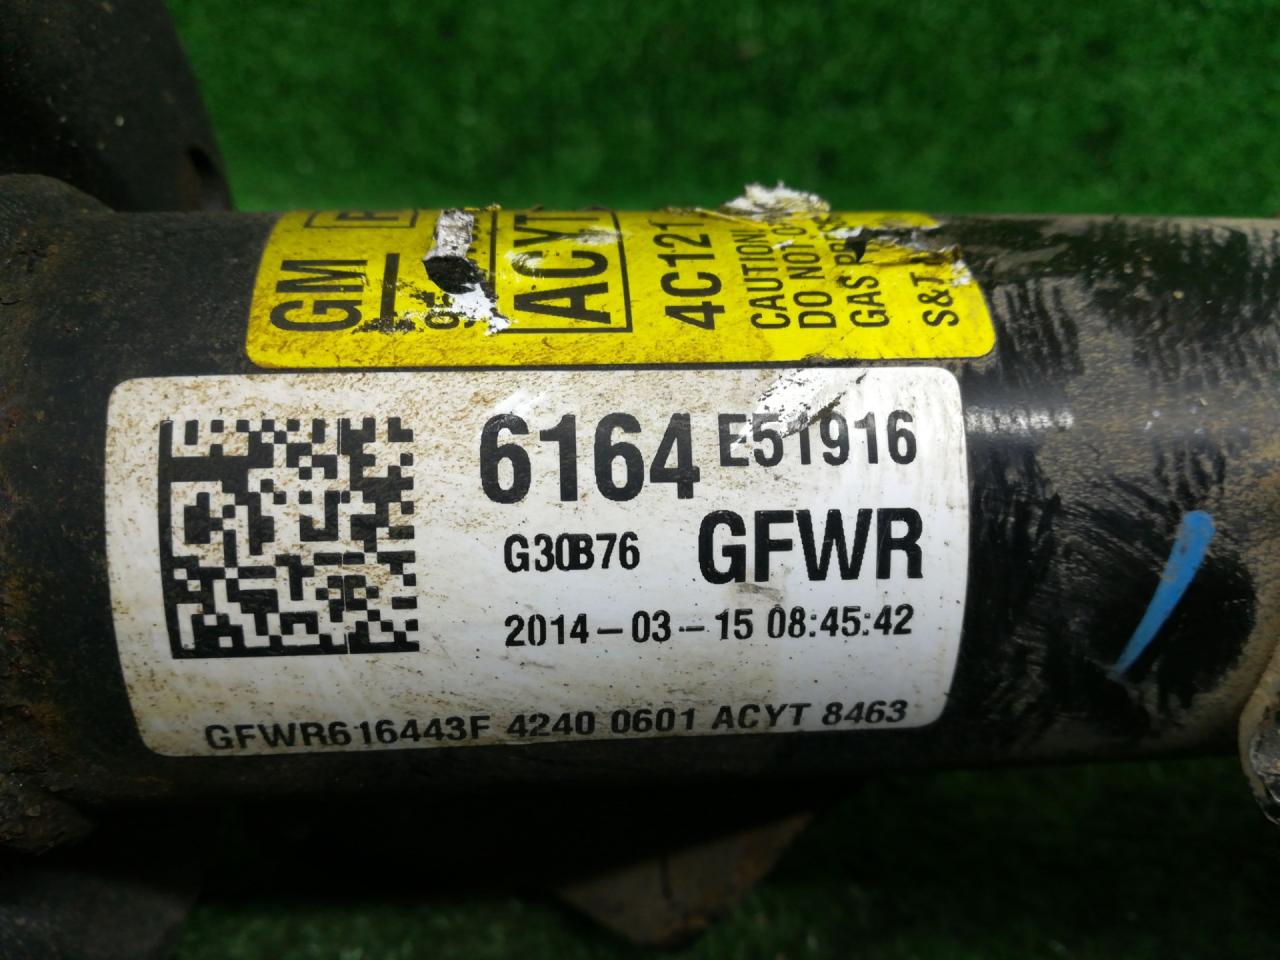 GM
ACYT
4C121
CAUTION
DO NOT
GAS
S&T
6164 E51916
G30B76 GFWR
2014-03-15 08:45:42
GFWR616443F 4240 0601 ACYT 8463